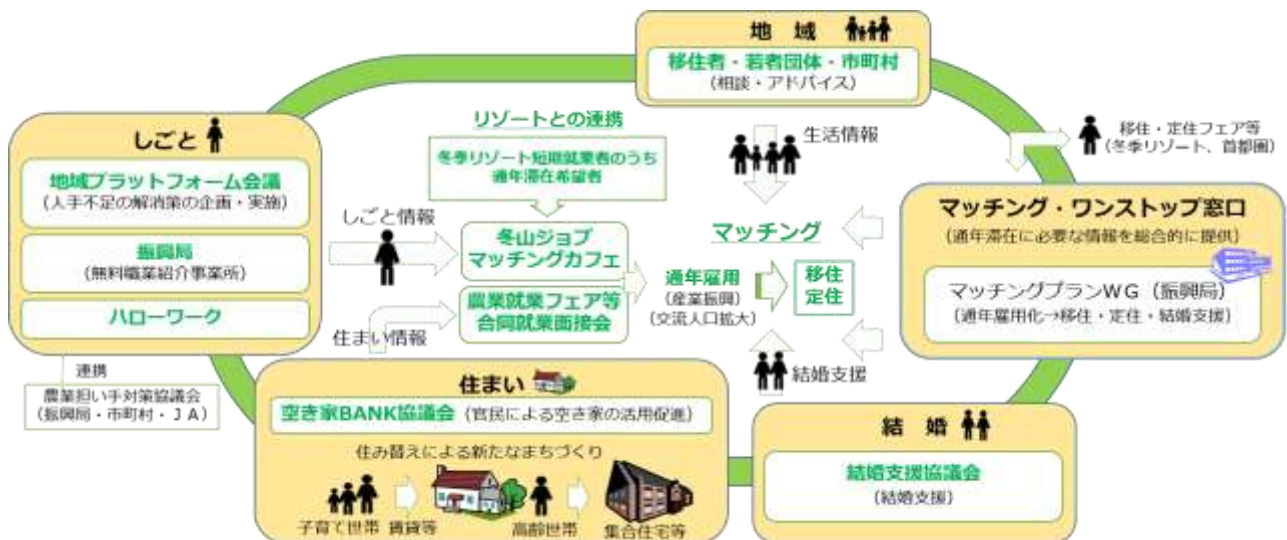 地 域
移住者・若者団体・市町村
(相談・アドバイス)
しごと
地域プラットフォーム会議
(人手不足の解消策の企画・実施)
振興局
(無料職業紹介事業所)
ハローワーク
連携
農業担い手対策協議会
(振興局・市町村・JA)
リゾートとの連携
冬季リゾート短期就業者のうち
通年滞在希望者
しごと情報
冬山ジョブ
マッチングカフェ
農業就業フェア等
合同就業面接会
住まい情報
生活情報
マッチング
通年雇用
(産業振興)
(交流人口拡大)
移住
定住
結婚支援
移住・定住フェア等
(冬季リゾート、首都圏)
マッチング・ワンストップ窓口
(通年滞在に必要な情報を総合的に提供)
マッチングプランWG(振興局)
(通年雇用化→移住・定住・結婚支援)
住まい
空き家BANK協議会(官民による空き家の活用促進)
住み替えによる新たなまちづくり
子育て世帯 賃貸等 高齢世帯 集合住宅等
結 婚
結婚支援協議会
(結婚支援)